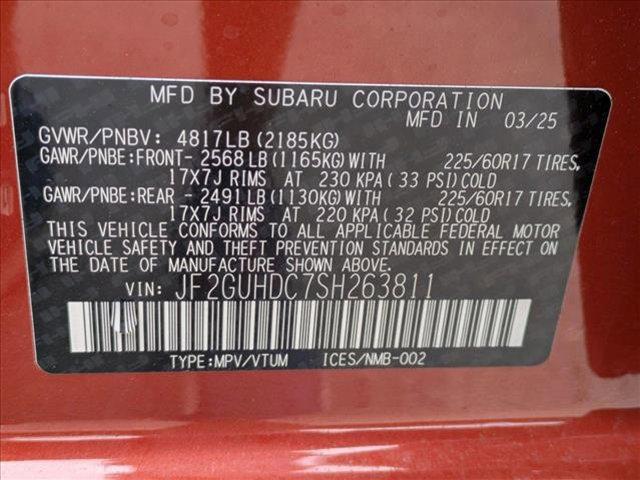 MFD BY SUBARU CORPORATION
MFD IN 03/25
GVWR/PNBV: 4817LB (2185KG)
GAWR/PNBE:FRONT- 2568 LB (1165KG) WITH 225/60R17 TIRES,
17X7J RIMS AT 230 KPA (33 PSI) COLD
GAWR/PNBE:REAR - 2491 LB (1130KG) WITH 225/60R17 TIRES,
17X7J RIMS AT 220 KPA (32 PSI) COLD
THIS VEHICLE CONFORMS TO ALL APPLICABLE FEDERAL MOTOR
VEHICLE SAFETY AND THEFT PREVENTION STANDARDS IN EFFECT ON
THE DATE OF MANUFACTURE SHOWN ABOVE.
VIN: JF2GUHDC7SH263811
TYPE:MPV/VTUM ICES/NMB-002